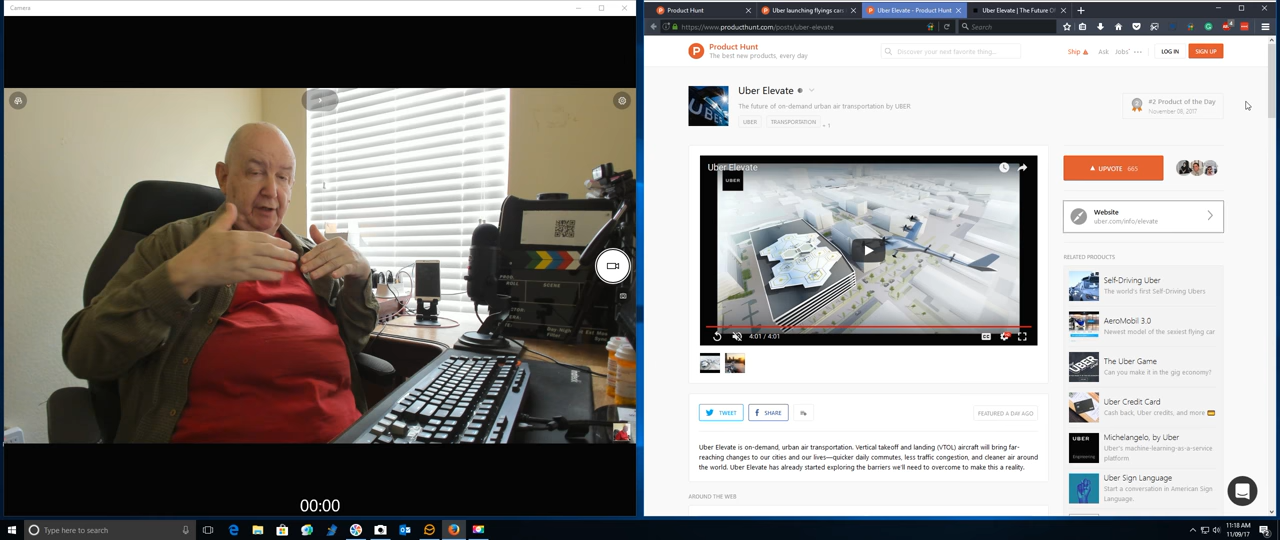 Camera
PROD.
ROLL
SCENE
00:00
Type here to search
Product Hunt
Uber launching flyings cars
Uber Elevate - Product Hunt
Uber Elevate | The Future Of
https://www.producthunt.com/posts/uber-elevate
Search
Product Hunt
The best new products, every day
Discover your next favorite thing...
Ship
Ask
Jobs
LOG IN
SIGN UP
Uber Elevate
The future of on-demand urban air transportation by UBER
UBER
TRANSPORTATION
+ 1
#2 Product of the Day
November 08, 2017
Uber Elevate
UBER
4:01 / 4:01
CC
UPVOTE 665
Website
uber.com/info/elevate
RELATED PRODUCTS
Self-Driving Uber
The world's first Self-Driving Ubers
AeroMobil 3.0
Newest model of the sexiest flying car
The Uber Game
Can you make it in the gig economy?
Uber Credit Card
Cash back, Uber credits, and more
UBER
Engineering
Michelangelo, by Uber
Uber's machine-learning-as-a-service
platform
Uber Sign Language
Start a conversation in American Sign
Language.
TWEET
SHARE
FEATURED A DAY AGO
Uber Elevate is on-demand, urban air transportation. Vertical takeoff and landing (VTOL) aircraft will bring far-
reaching changes to our cities and our lives—quicker daily commutes, less traffic congestion, and cleaner air around
the world. Uber Elevate has already started exploring the barriers we'll need to overcome to make this a reality.
AROUND THE WEB
11:18 AM
11/09/17